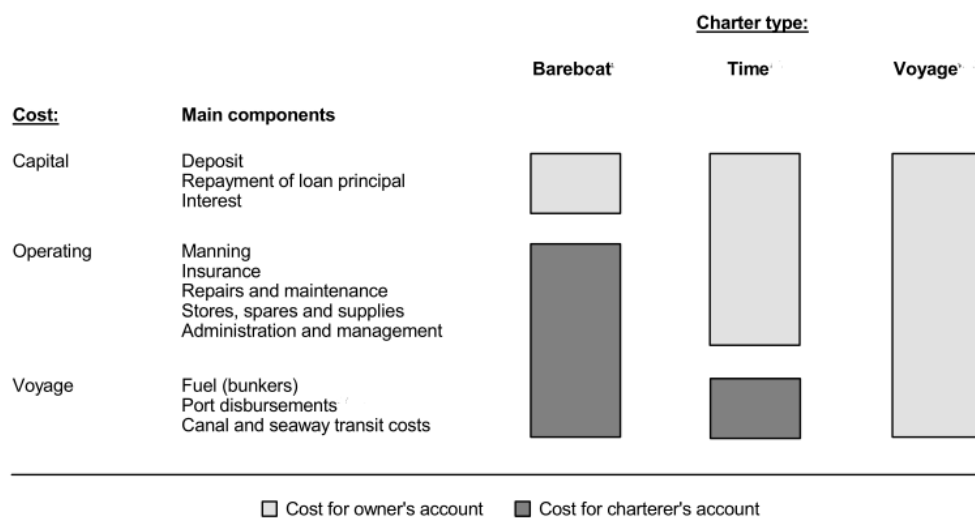 Charter type:
Bareboat Time Voyage
Cost: Main components
Capital Deposit
Repayment of loan principal
Interest
Operating Manning
Insurance
Repairs and maintenance
Stores, spares and supplies
Administration and management
Voyage Fuel (bunkers)
Port disbursements
Canal and seaway transit costs
Cost for owner's account Cost for charterer's account